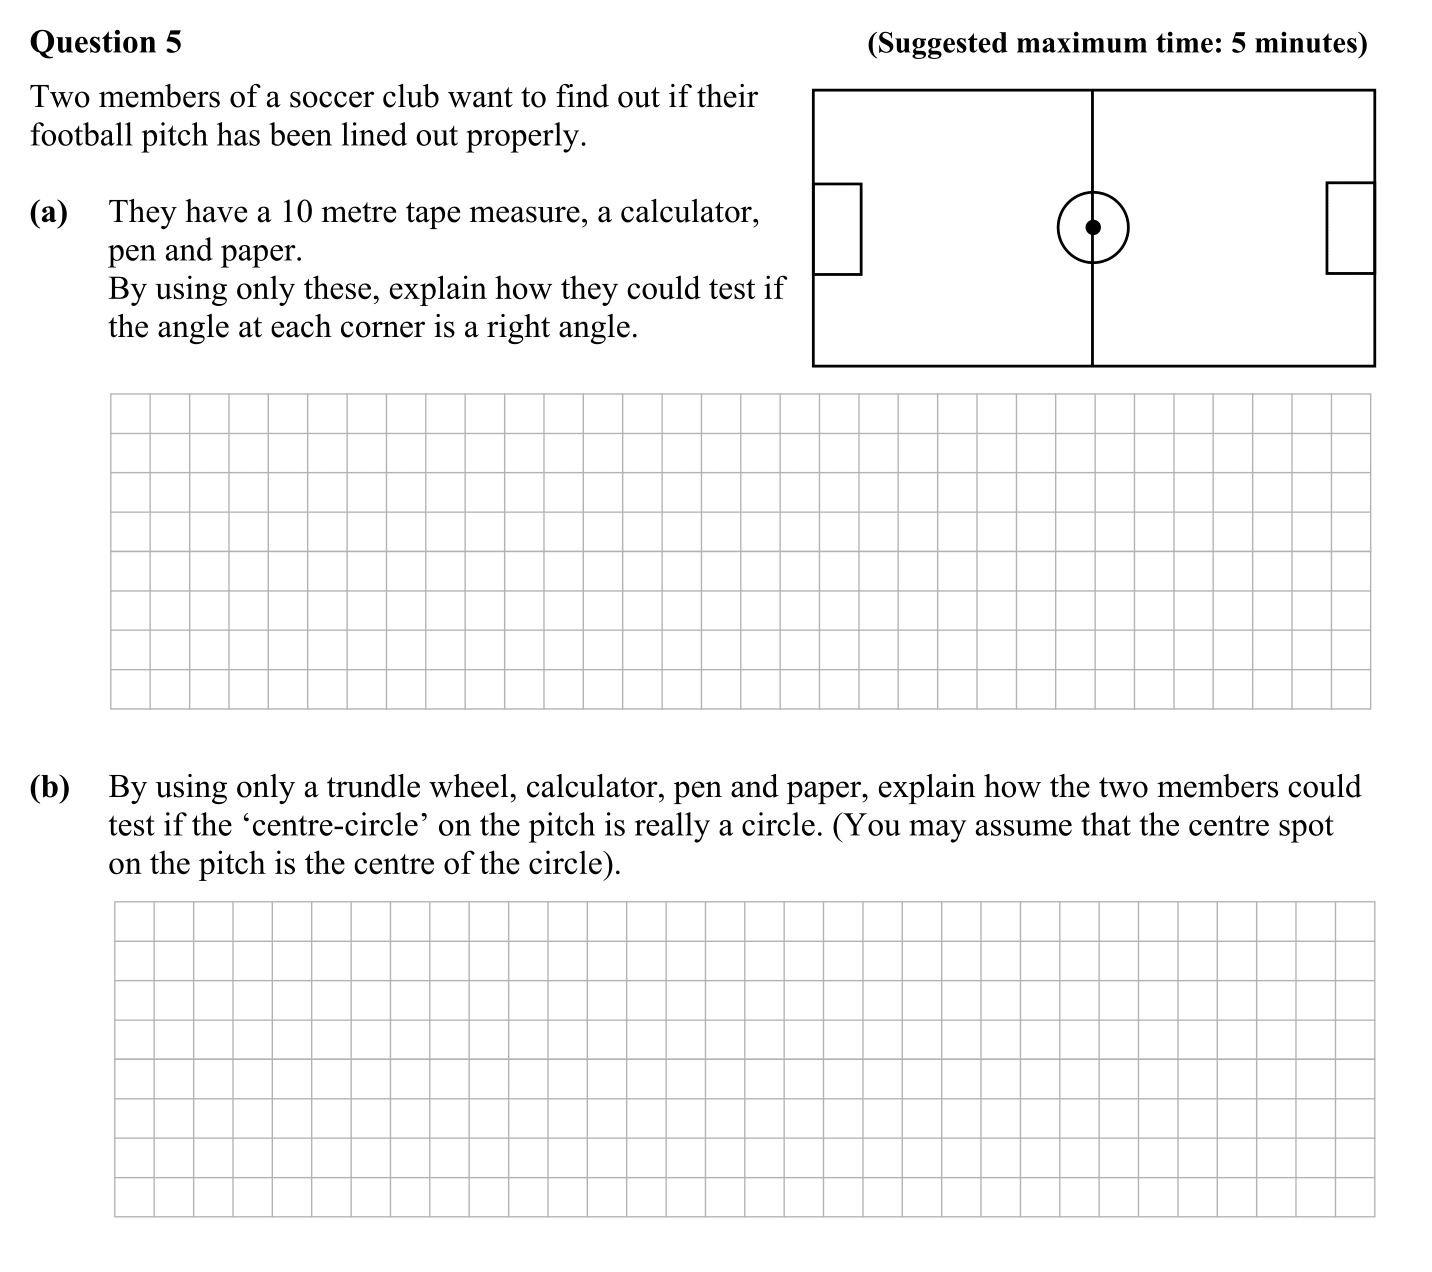 Question 5
(Suggested maximum time: 5 minutes)
Two members of a soccer club want to find out if their
football pitch has been lined out properly.
(a) They have a 10 metre tape measure, a calculator,
pen and paper.
By using only these, explain how they could test if
the angle at each corner is a right angle.
(b) By using only a trundle wheel, calculator, pen and paper, explain how the two members could
test if the ‘centre-circle’ on the pitch is really a circle. (You may assume that the centre spot
on the pitch is the centre of the circle).